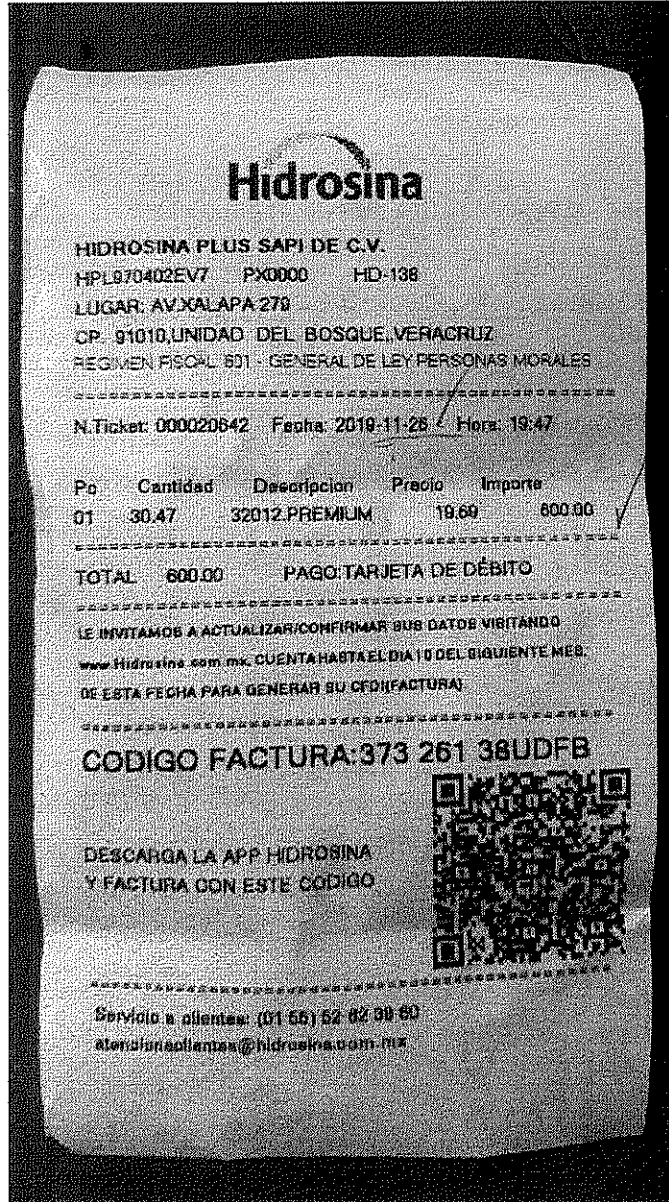 Hidrosina
HIDROSINA PLUS SAPI DE C.V.
HPL970402EV7 PX0000 HD-138
LUGAR: AV.XALAPA 279
CP. 91010,UNIDAD DEL BOSQUE,,VERACRUZ
REGIMEN FISCAL 601 - GENERAL DE LEY PERSONAS MORALES
N.Ticket: 000020642 Fecha: 2019-11-26 Hora: 19:47
Po Cantidad Descripcion Precio Importe
01 30.47 32012.PREMIUM 19.69 600.00
TOTAL 600.00 PAGO:TARJETA DE DÉBITO
LE INVITAMOS A ACTUALIZAR/CONFIRMAR SUS DATOS VISITANDO
www.Hidrosina.com.mx. CUENTA HASTA EL DIA 10 DEL SIGUIENTE MES.
DE ESTA FECHA PARA GENERAR SU CFDI(FACTURA)
CODIGO FACTURA:373 261 38UDFB
DESCARGA LA APP HIDROSINA
Y FACTURA CON ESTE CODIGO
Servicio a clientes: (01 55) 52 62 39 60
atencionaclientes@hidrosina.com.mx